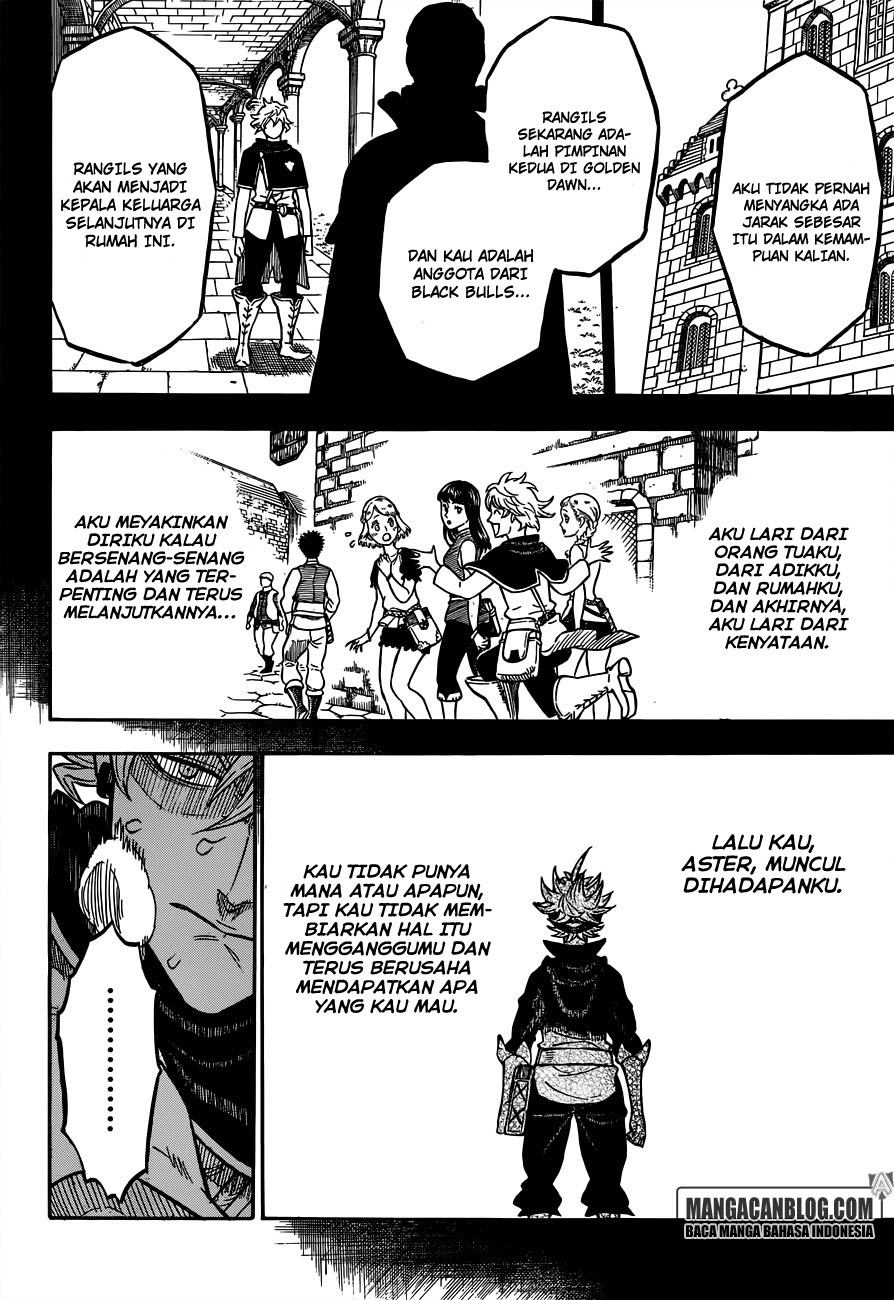 AKU TIDAK PERNAH
MENYANGKA ADA
JARAK SEBESAR
ITU DALAM KEMAM-
PUAN KALIAN.
RANGILS
SEKARANG ADA-
LAH PIMPINAN
KEDUA DI GOLDEN
DAWN...
DAN KAU ADALAH
ANGGOTA DARI
BLACK BULLS...
RANGILS YANG
AKAN MENJADI
KEPALA KELUARGA
SELANJUTNYA DI
RUMAH INI.
AKU LARI DARI
ORANG TUAKU,
DARI ADIKKU,
DAN RUMAHKU,
DAN AKHIRNYA,
AKU LARI DARI
KENYATAAN.
AKU MEYAKINKAN
DIRIKU KALAU
BERSENANG-SENANG
ADALAH YANG TER-
PENTING DAN TERUS
MELANJUTKANNYA...
LALU KAU,
ASTER, MUNCUL
DIHADAPANKU.
KAU TIDAK PUNYA
MANA ATAU APAPUN,
TAPI KAU TIDAK MEM-
BIARKAN HAL ITU
MENGGANGGUMU DAN
TERUS BERUSAHA
MENDAPATKAN APA
YANG KAU MAU.
..........
MANGACANBLOG.COM
BACA MANGA BAHASA INDONESIA